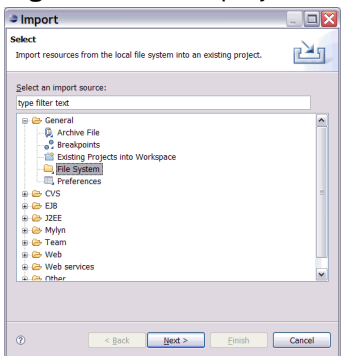 Import
Select
Import resources from the local file system into an existing project.
Select an import source:
type filter text
General
Archive File
Breakpoints
Existing Projects into Workspace
File System
Preferences
CVS
EJB
J2EE
Mylyn
Team
Web
Web services
Other
?
< Back Next > Finish Cancel